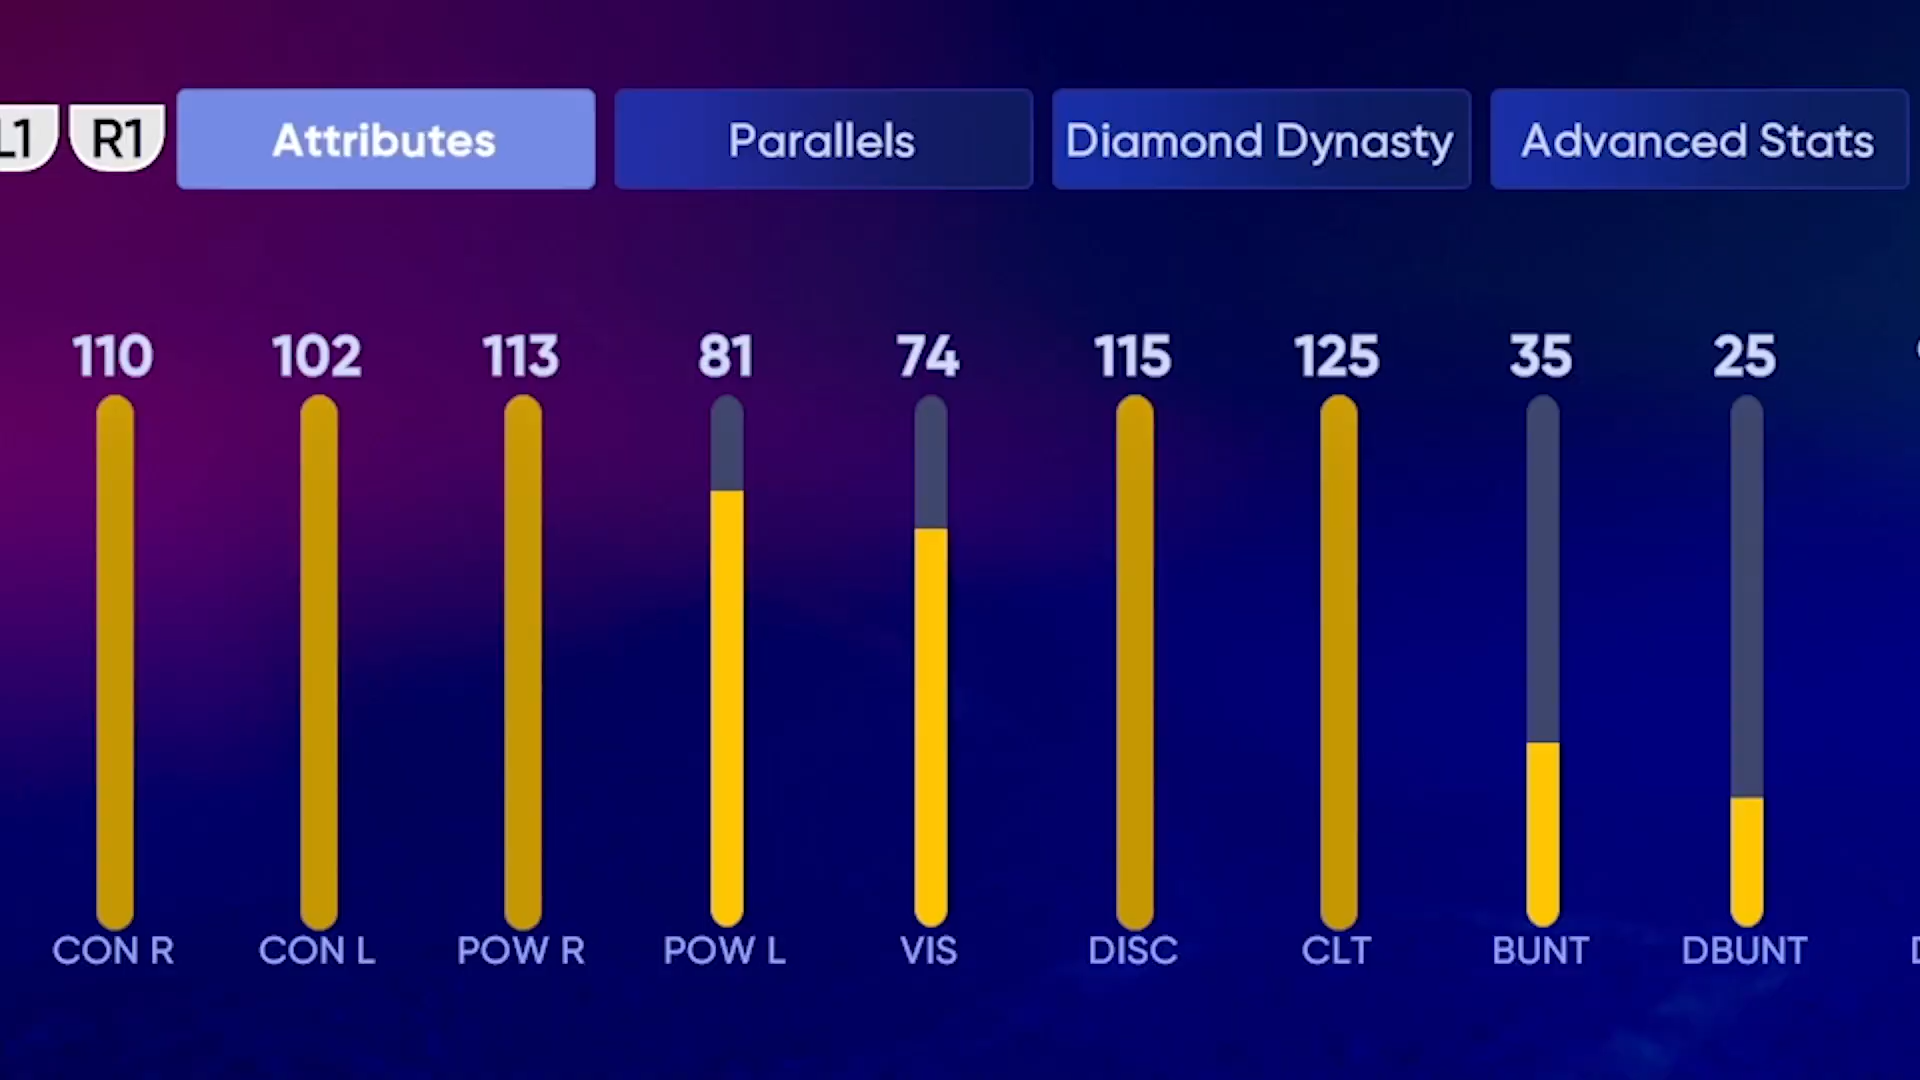 L1 R1 Attributes Parallels Diamond Dynasty Advanced Stats
110 102 113 81 74 115 125 35 25
CON R CON L POW R POW L VIS DISC CLT BUNT DBUNT